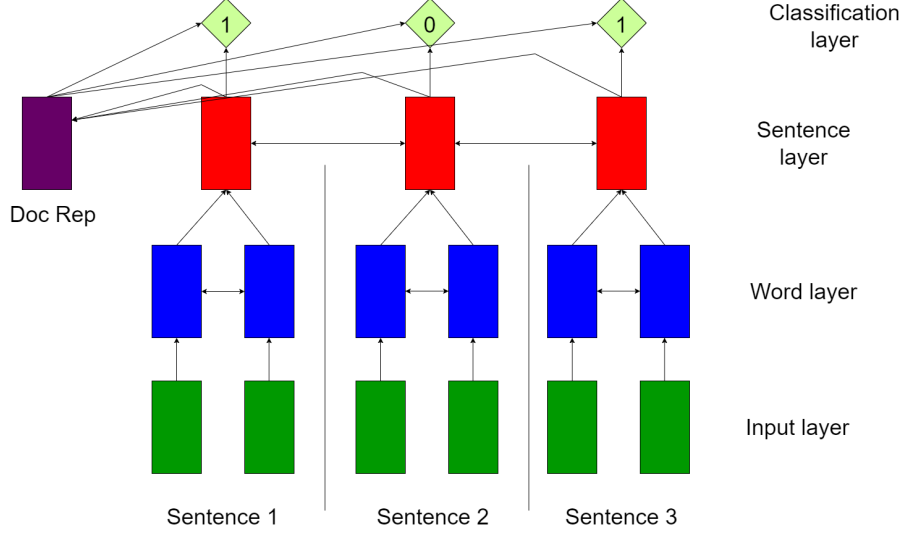 1
0
1
Classification
layer
Sentence
layer
Doc Rep
Word layer
Input layer
Sentence 1
Sentence 2
Sentence 3